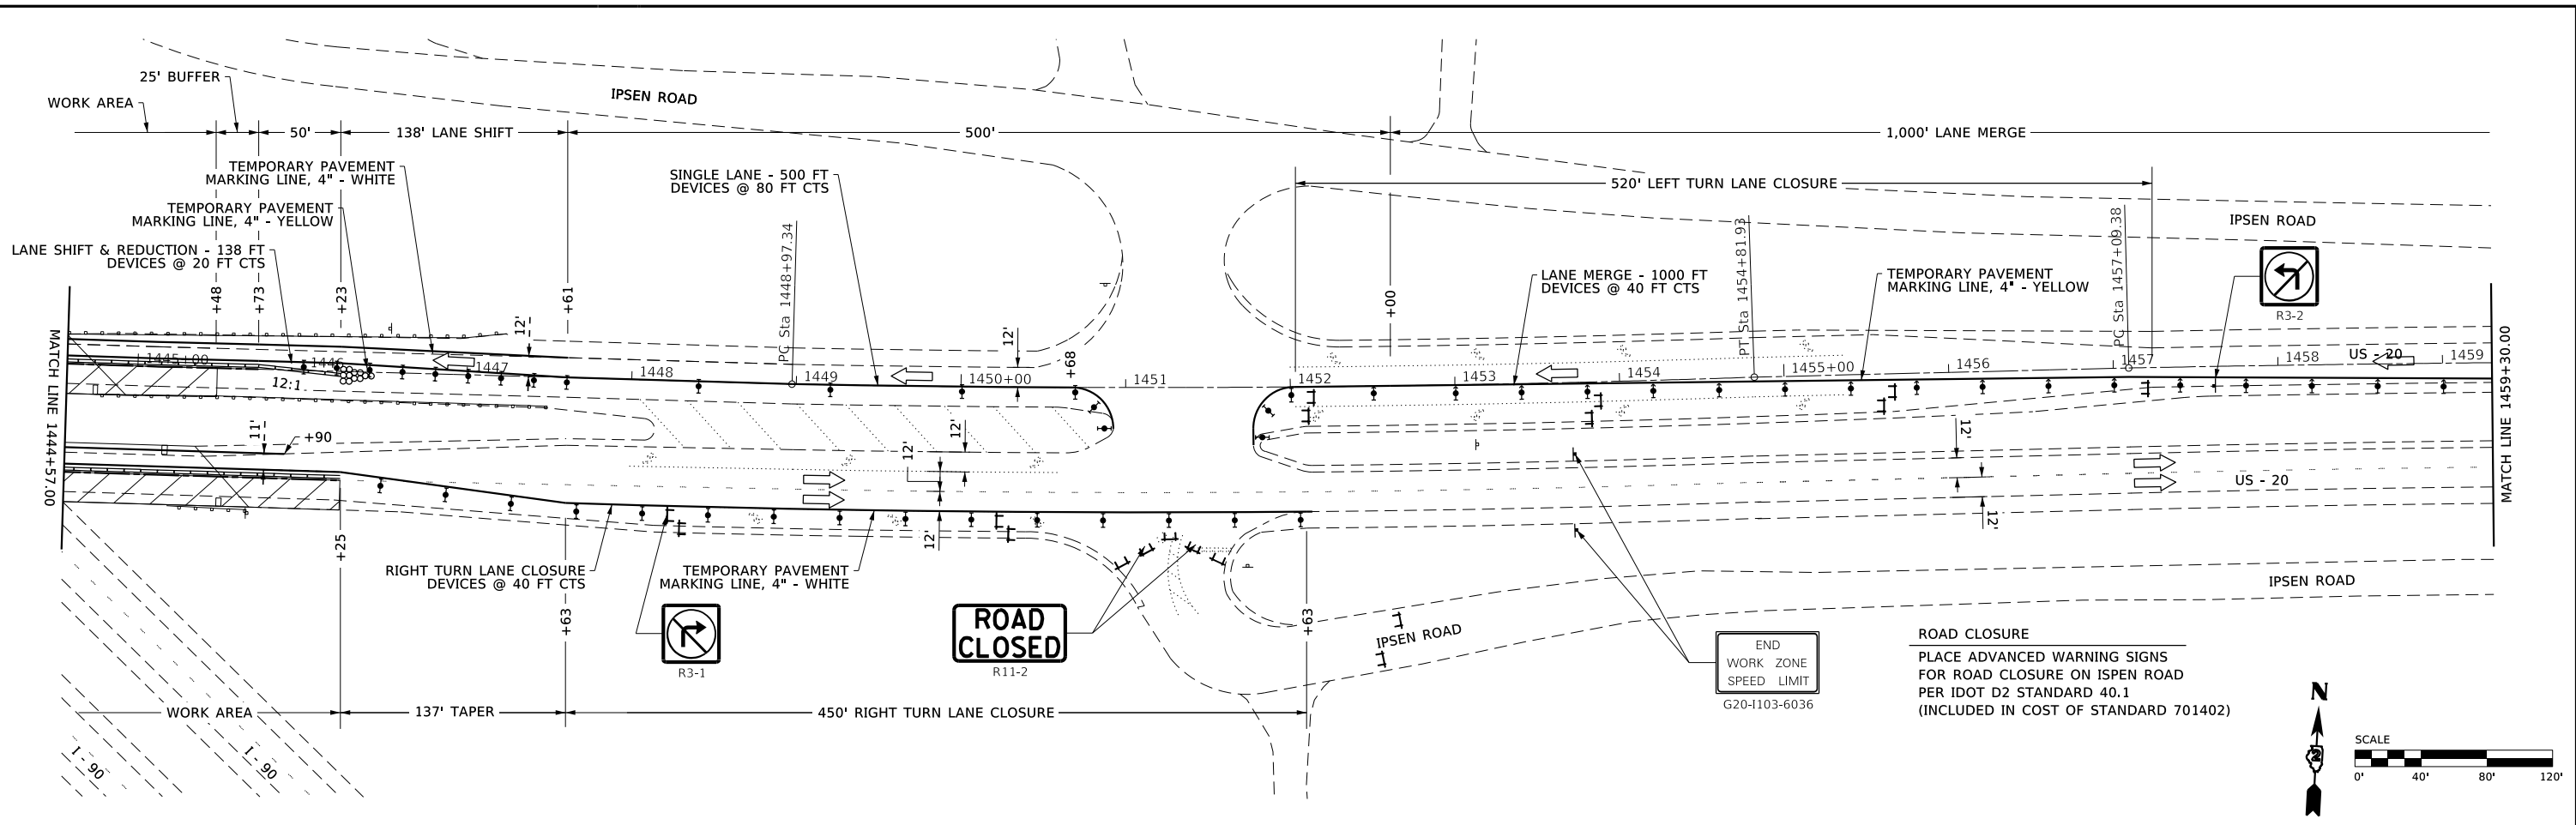 25' BUFFER
WORK AREA
IPSEN ROAD
50'
138' LANE SHIFT
500'
1,000' LANE MERGE
TEMPORARY PAVEMENT
MARKING LINE, 4" - WHITE
SINGLE LANE - 500 FT
DEVICES @ 80 FT CTS
520' LEFT TURN LANE CLOSURE
TEMPORARY PAVEMENT
MARKING LINE, 4" - YELLOW
IPSEN ROAD
LANE SHIFT & REDUCTION - 138 FT
DEVICES @ 20 FT CTS
PC Sta 1448+97.34
PT Sta 1454+81.93
PC Sta 1457+09.38
LANE MERGE - 1000 FT
DEVICES @ 40 FT CTS
TEMPORARY PAVEMENT
MARKING LINE, 4" - YELLOW
R3-2
+48
+73
+23
+61
+00
+68
12'
12'
MATCH LINE 1444+57.00
MATCH LINE 1459+30.00
1445+00
1446
1447
1448
1449
1450+00
1451
1452
1453
1454
1455+00
1456
1457
1458
1459
US - 20
12:1
11'
+90
12'
12'
12'
12'
12'
US - 20
+25
+63
+63
RIGHT TURN LANE CLOSURE
DEVICES @ 40 FT CTS
TEMPORARY PAVEMENT
MARKING LINE, 4" - WHITE
R3-1
ROAD
CLOSED
R11-2
IPSEN ROAD
IPSEN ROAD
END
WORK ZONE
SPEED LIMIT
G20-I103-6036
ROAD CLOSURE
PLACE ADVANCED WARNING SIGNS
FOR ROAD CLOSURE ON ISPEN ROAD
PER IDOT D2 STANDARD 40.1
(INCLUDED IN COST OF STANDARD 701402)
WORK AREA
137' TAPER
450' RIGHT TURN LANE CLOSURE
I - 90
I - 90
N
2
SCALE
0'
40'
80'
120'